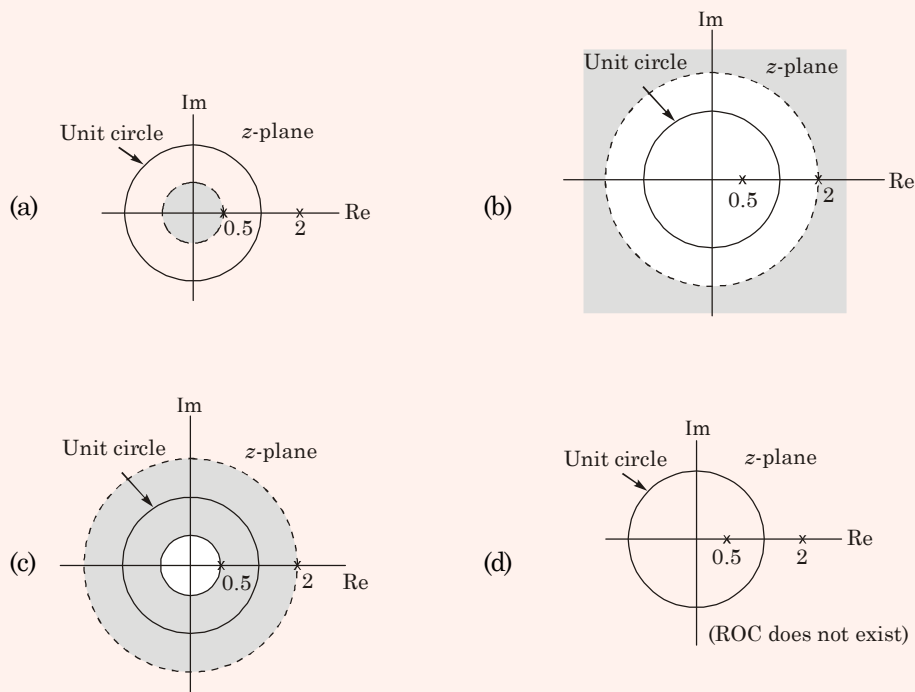 (a)
Im
Unit circle
z-plane
0.5
2
Re
(b)
Im
Unit circle
z-plane
0.5
2
Re
(c)
Im
Unit circle
z-plane
0.5
2
Re
(d)
Im
Unit circle
z-plane
0.5
2
Re
(ROC does not exist)